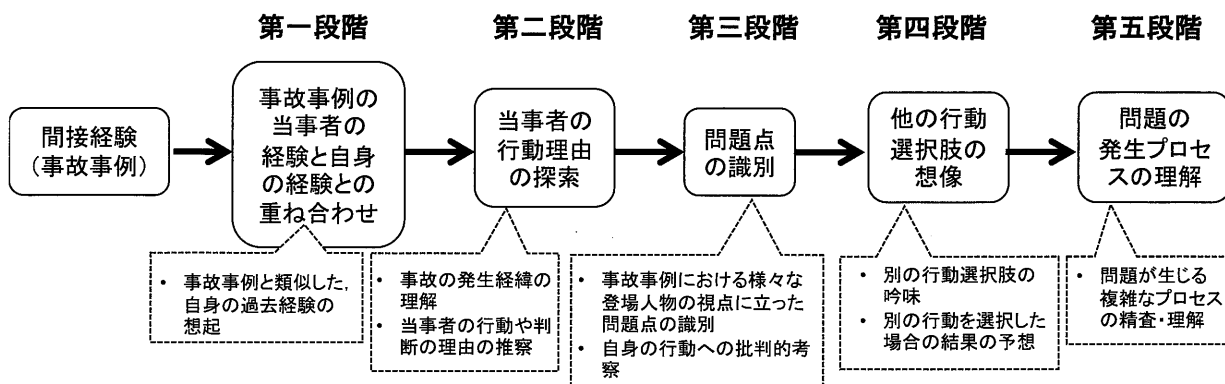 第一段階
第二段階
第三段階
第四段階
第五段階
間接経験
（事故事例）
事故事例の
当事者の
経験と自身
の経験との
重ね合わせ
当事者の
行動理由
の探索
問題点
の識別
他の行動
選択肢の
想像
問題の
発生プロセ
スの理解
• 事故事例と類似した，
自身の過去経験の
想起
• 事故の発生経緯の
理解
• 当事者の行動や判
断の理由の推察
• 事故事例における様々な
登場人物の視点に立った
問題点の識別
• 自身の行動への批判的考
察
• 別の行動選択肢の
吟味
• 別の行動を選択した
場合の結果の予想
• 問題が生じる
複雑なプロセス
の精査・理解